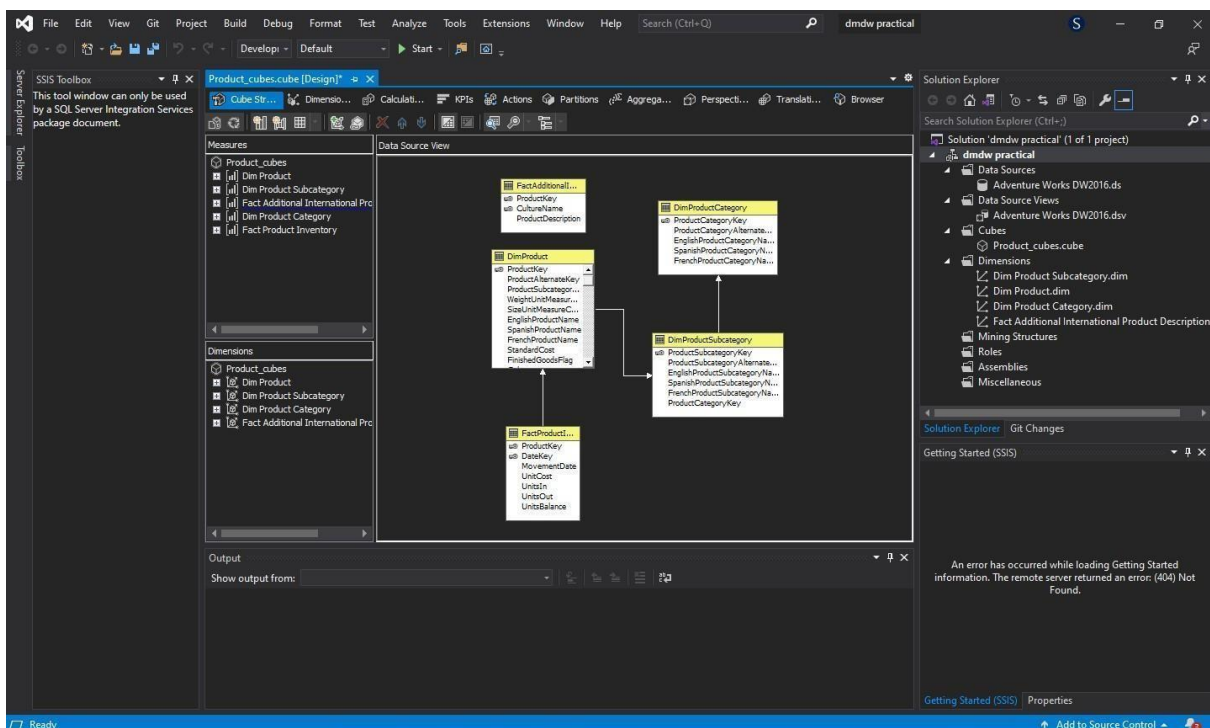 File Edit View Git Project Build Debug Format Test Analyze Tools Extensions Window Help Search (Ctrl+Q) dmdw practical S
Developi Default Start
Server Explorer
Toolbox
SSIS Toolbox
This tool window can only be used
by a SQL Server Integration Services
package document.
Product_cubes.cube [Design]*
Cube Str... Dimensio... Calculati... KPIs Actions Partitions Aggrega... Perspecti... Translati... Browser
Measures
Product_cubes
Dim Product
Dim Product Subcategory
Fact Additional International Pro
Dim Product Category
Fact Product Inventory
Dimensions
Product_cubes
Dim Product
Dim Product Subcategory
Dim Product Category
Fact Additional International Pro
Data Source View
FactAdditionalI...
ProductKey
CultureName
ProductDescription
DimProductCategory
ProductCategoryKey
ProductCategoryAlternate...
EnglishProductCategoryNa...
SpanishProductCategoryN...
FrenchProductCategoryNa...
DimProduct
ProductKey
ProductAlternateKey
ProductSubcategor...
WeightUnitMeasur...
SizeUnitMeasureC...
EnglishProductName
SpanishProductName
FrenchProductName
StandardCost
FinishedGoodsFlag
DimProductSubcategory
ProductSubcategoryKey
ProductSubcategoryAlternate...
EnglishProductSubcategoryNa...
SpanishProductSubcategoryN...
FrenchProductSubcategoryNa...
ProductCategoryKey
FactProductI...
ProductKey
DateKey
MovementDate
UnitCost
UnitsIn
UnitsOut
UnitsBalance
Output
Show output from:
Solution Explorer
Search Solution Explorer (Ctrl+;)
Solution 'dmdw practical' (1 of 1 project)
dmdw practical
Data Sources
Adventure Works DW2016.ds
Data Source Views
Adventure Works DW2016.dsv
Cubes
Product_cubes.cube
Dimensions
Dim Product Subcategory.dim
Dim Product.dim
Dim Product Category.dim
Fact Additional International Product Description
Mining Structures
Roles
Assemblies
Miscellaneous
Solution Explorer Git Changes
Getting Started (SSIS)
An error has occurred while loading Getting Started
information. The remote server returned an error: (404) Not
Found.
Getting Started (SSIS) Properties
Ready Add to Source Control